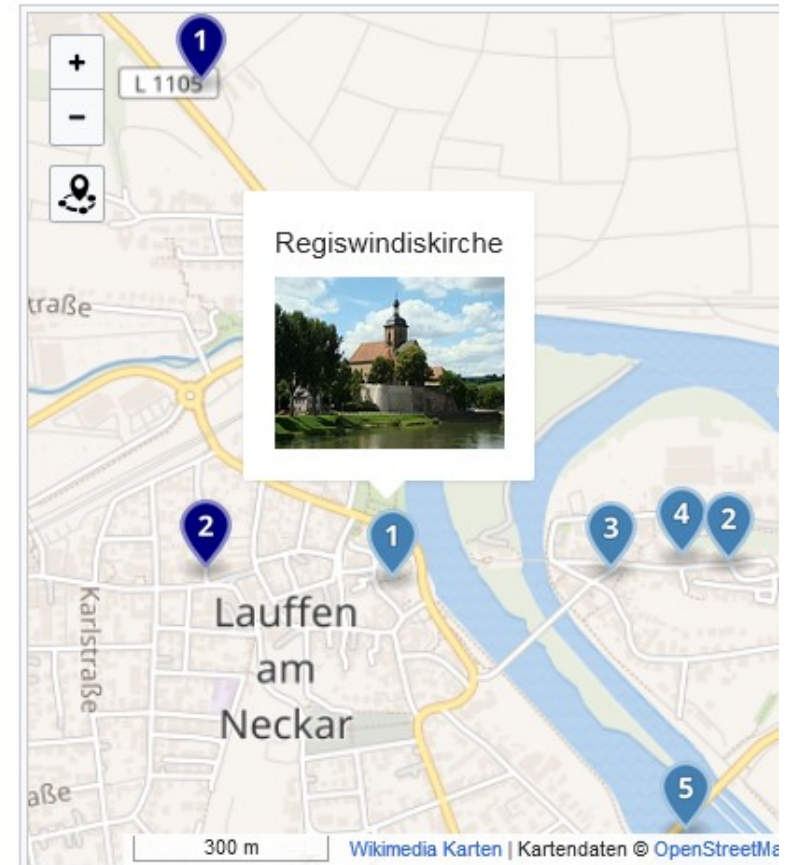 1
+
L 1105
−
Regiswindiskirche
traße
2
1
3
4
2
Karlstraße
Lauffen
am
Neckar
aße
5
300 m
Wikimedia Karten | Kartendaten © OpenStreetMa